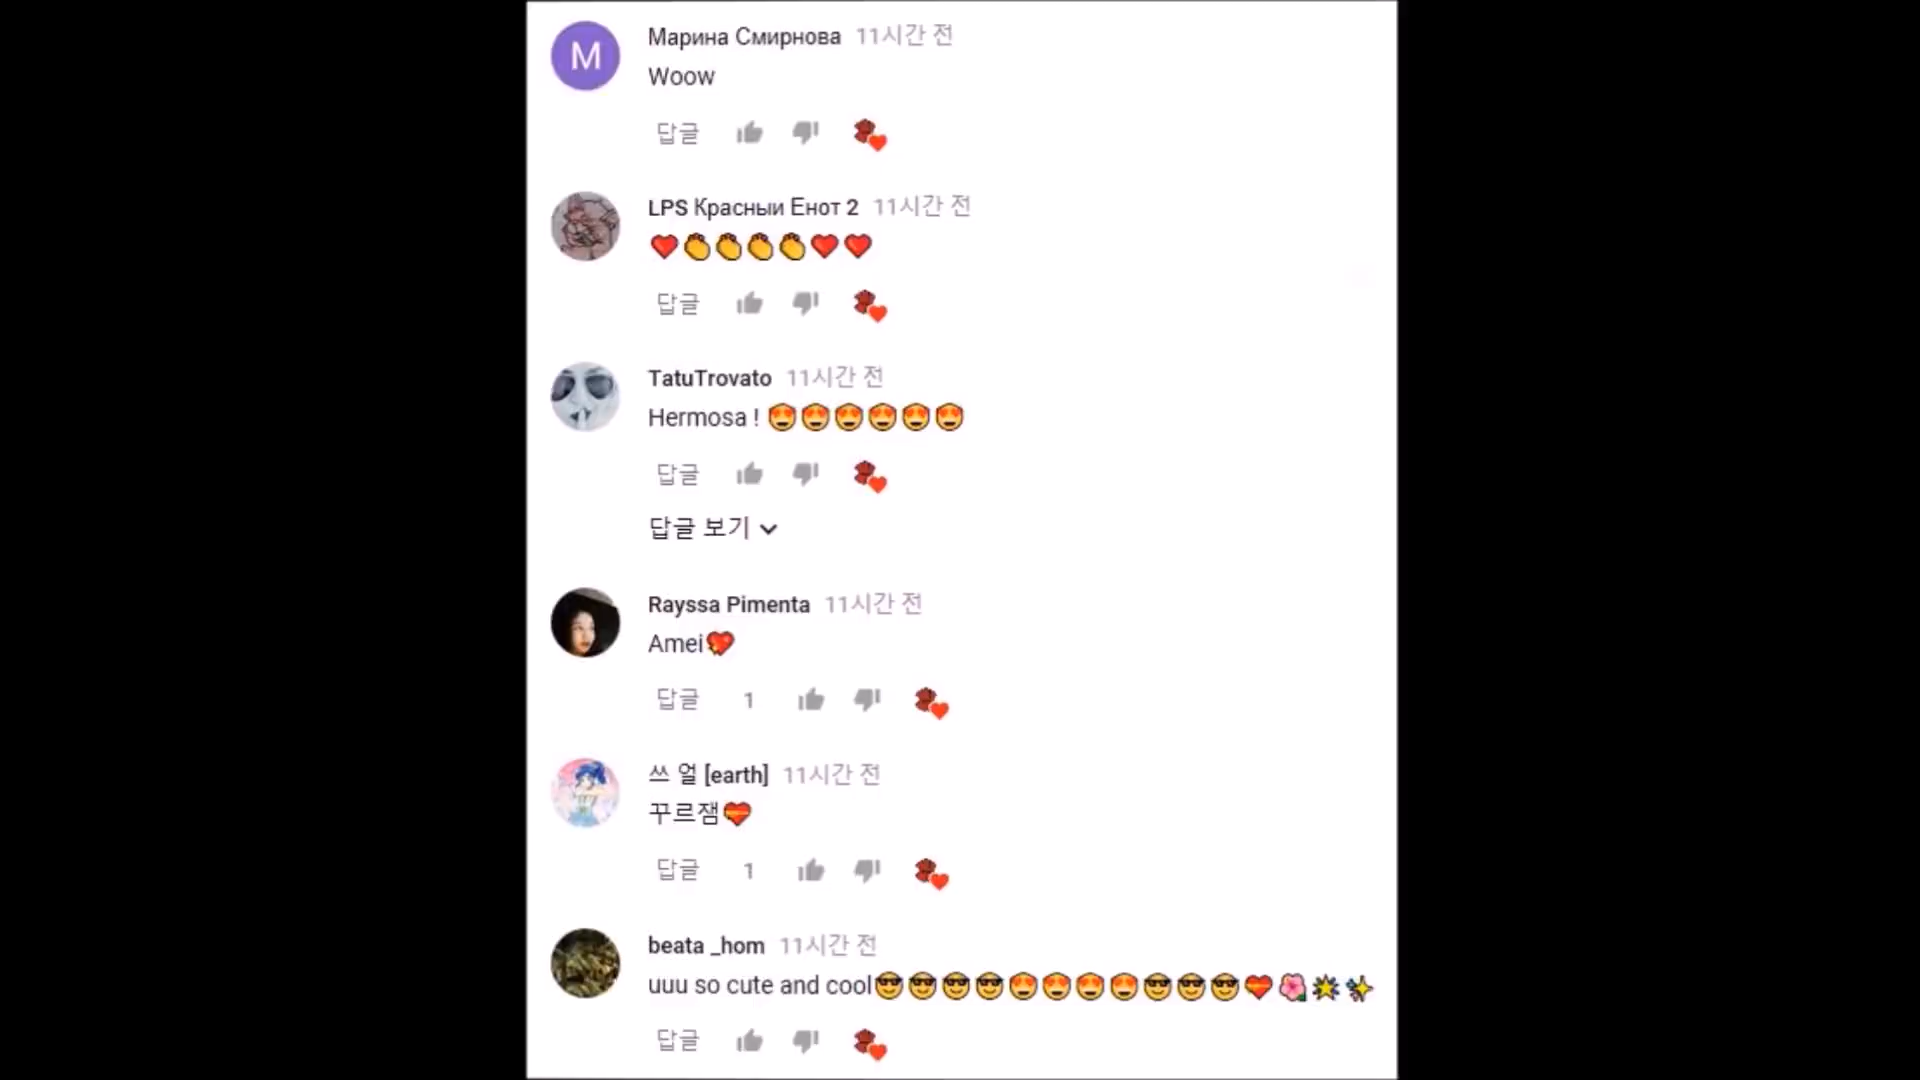 M
Марина Смирнова 11시간 전
Woow
답글
LPS Красныи Енот 2 11시간 전
❤️👏👏👏👏❤️❤️
답글
TatuTrovato 11시간 전
Hermosa ! 😍😍😍😍😍😍
답글
답글 보기
Rayssa Pimenta 11시간 전
Amei💖
답글 1
쓰 얼 [earth] 11시간 전
꾸르잼💝
답글 1
beata _hom 11시간 전
uuu so cute and cool😎😎😎😎😍😍😍😍😎😎😎💝🌺🌟✨
답글